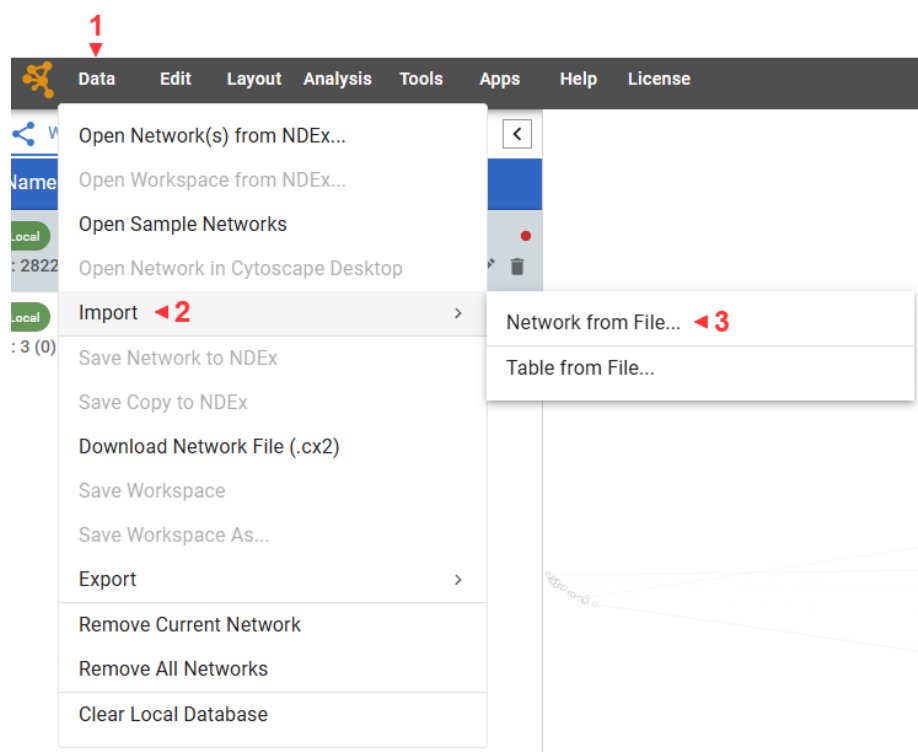 1
Data Edit Layout Analysis Tools Apps Help License
W
Open Network(s) from NDEx...
Name
Open Workspace from NDEx...
Local
Open Sample Networks
: 2822
Open Network in Cytoscape Desktop
Local
Import 2
Network from File... 3
: 3 (0)
Save Network to NDEx
Table from File...
Save Copy to NDEx
Download Network File (.cx2)
Save Workspace
Save Workspace As...
Export
Remove Current Network
Remove All Networks
Clear Local Database